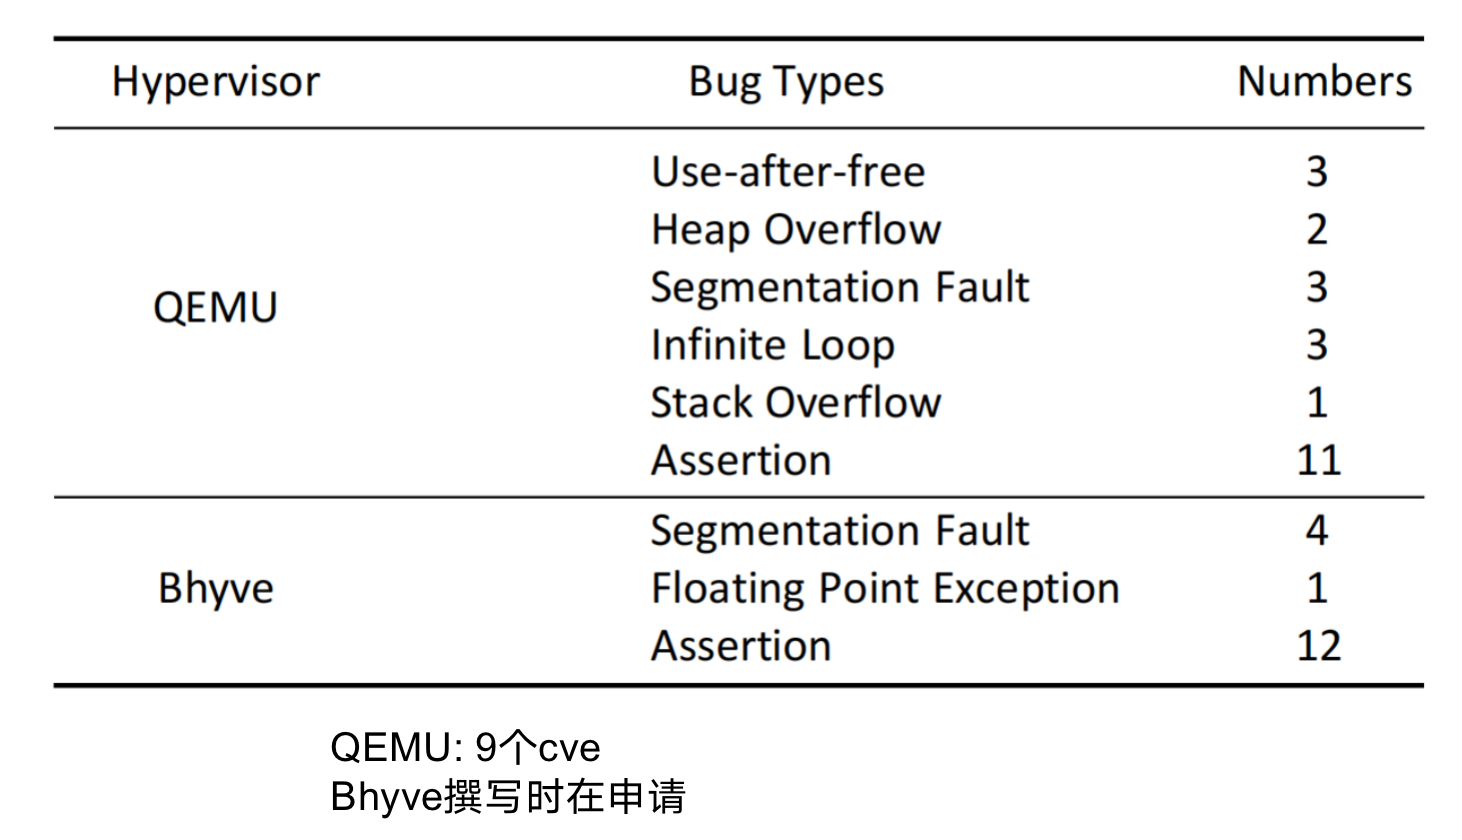 Hypervisor Bug Types Numbers
Use-after-free 3
Heap Overflow 2
Segmentation Fault 3
QEMU
Infinite Loop 3
Stack Overflow 1
Assertion 11
Segmentation Fault 4
Bhyve Floating Point Exception 1
Assertion 12
QEMU: 9个cve
Bhyve撰写时在申请